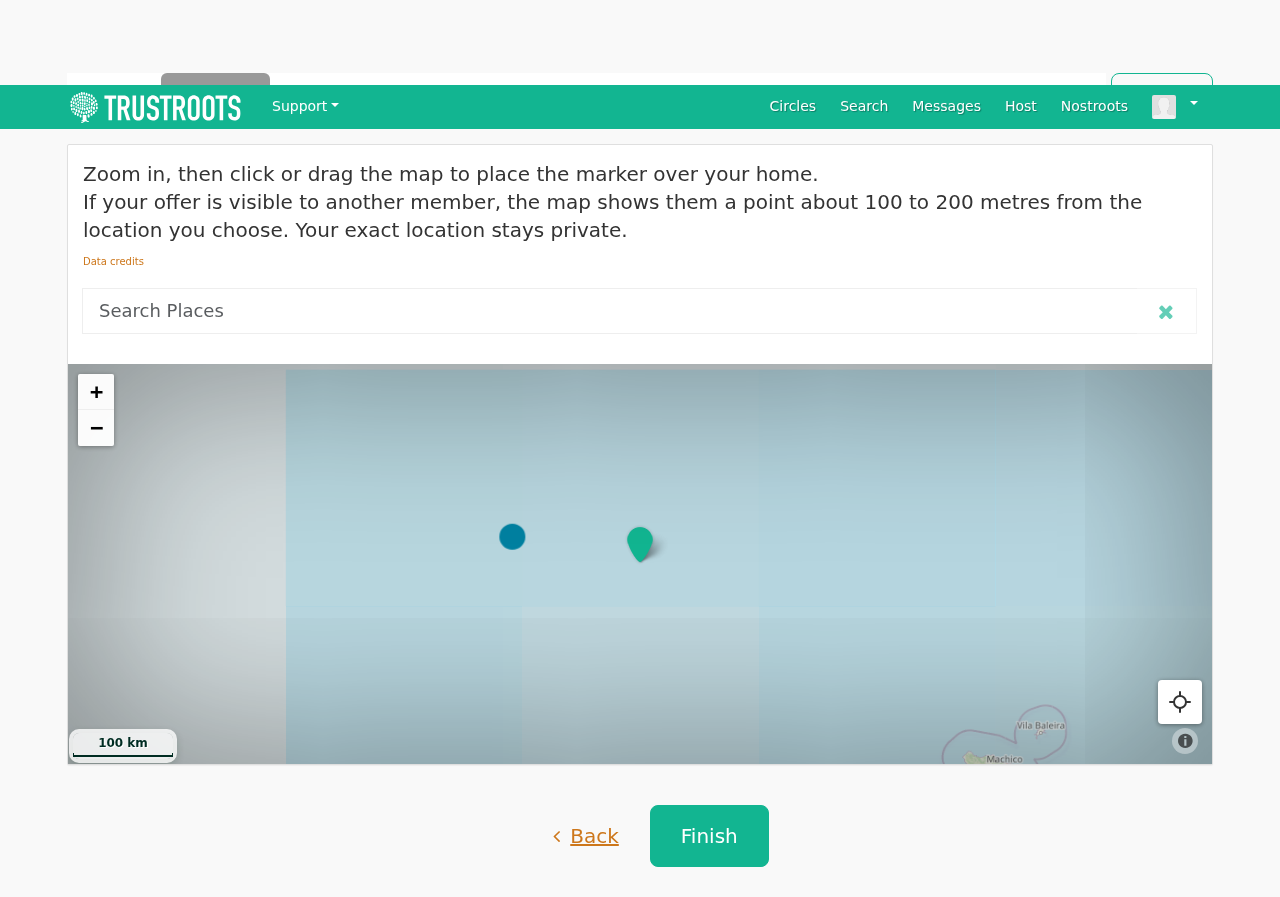 TRUSTROOTS Support Circles Search Messages Host Nostroots
Zoom in, then click or drag the map to place the marker over your home.
If your offer is visible to another member, the map shows them a point about 100 to 200 metres from the
location you choose. Your exact location stays private.
Data credits
Search Places
+
−
Vila Baleira
100 km
Machico
Back Finish